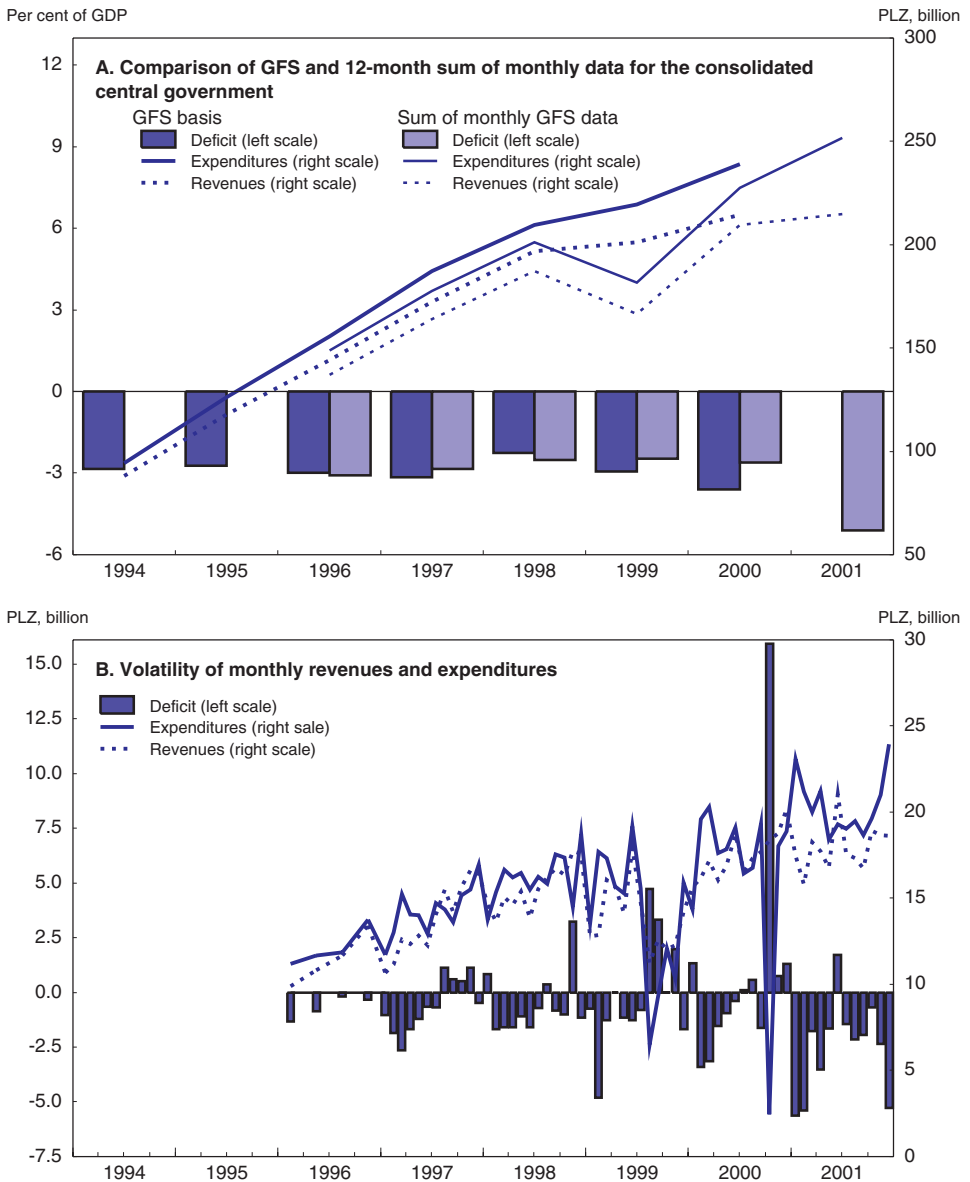 Per cent of GDP
PLZ, billion
A. Comparison of GFS and 12-month sum of monthly data for the consolidated
central government
GFS basis
Deficit (left scale)
Expenditures (right scale)
Revenues (right scale)
Sum of monthly GFS data
Deficit (left scale)
Expenditures (right scale)
Revenues (right scale)
12
9
6
3
0
-3
-6
300
250
200
150
100
50
1994 1995 1996 1997 1998 1999 2000 2001
PLZ, billion
PLZ, billion
B. Volatility of monthly revenues and expenditures
Deficit (left scale)
Expenditures (right sale)
Revenues (right scale)
15.0
12.5
10.0
7.5
5.0
2.5
0.0
-2.5
-5.0
-7.5
30
25
20
15
10
5
0
1994 1995 1996 1997 1998 1999 2000 2001